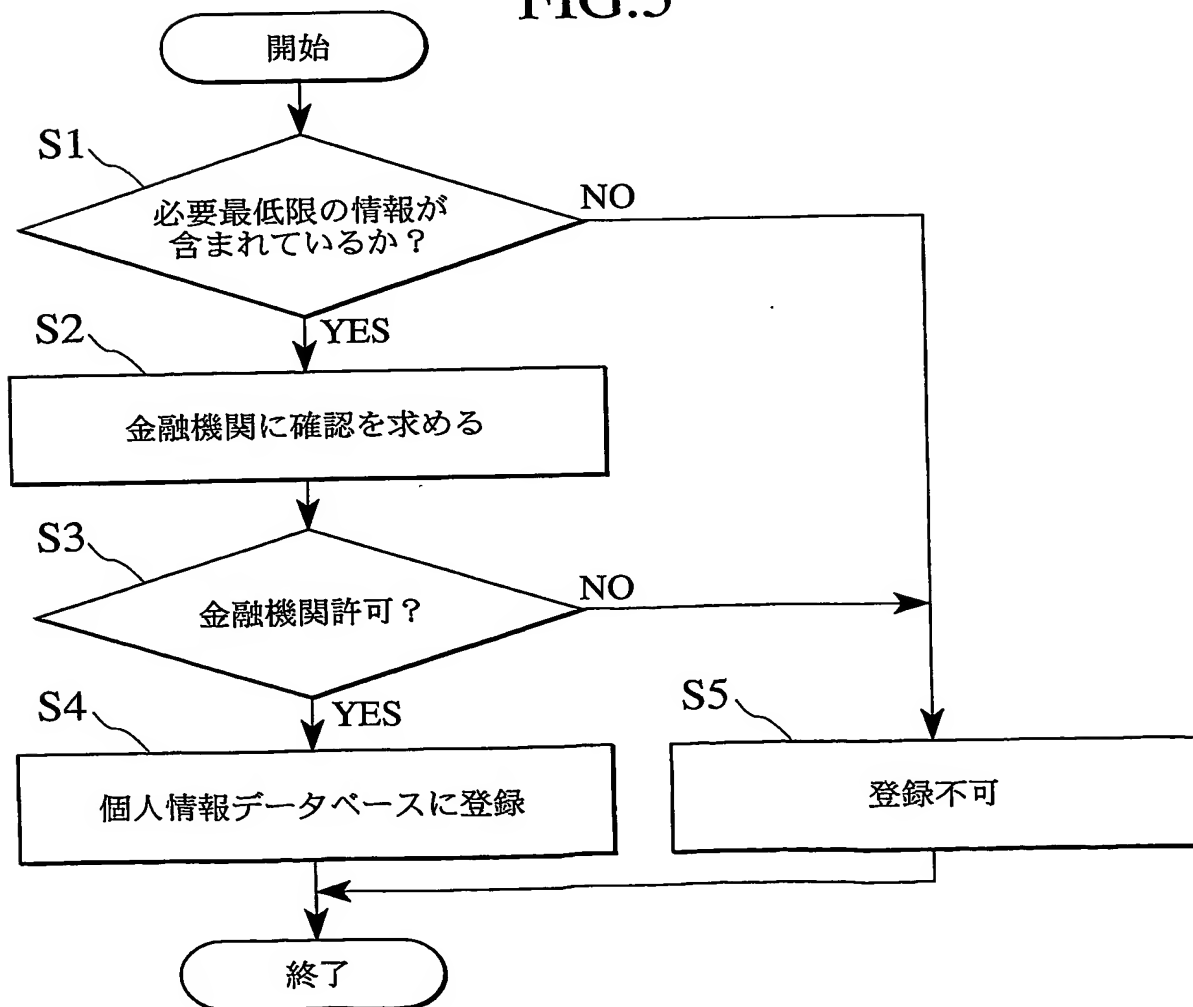 FIG.5
開始
S1
必要最低限の情報が
含まれているか？
NO
YES
S2
金融機関に確認を求める
S3
金融機関許可？
NO
YES
S4
個人情報データベースに登録
S5
登録不可
終了